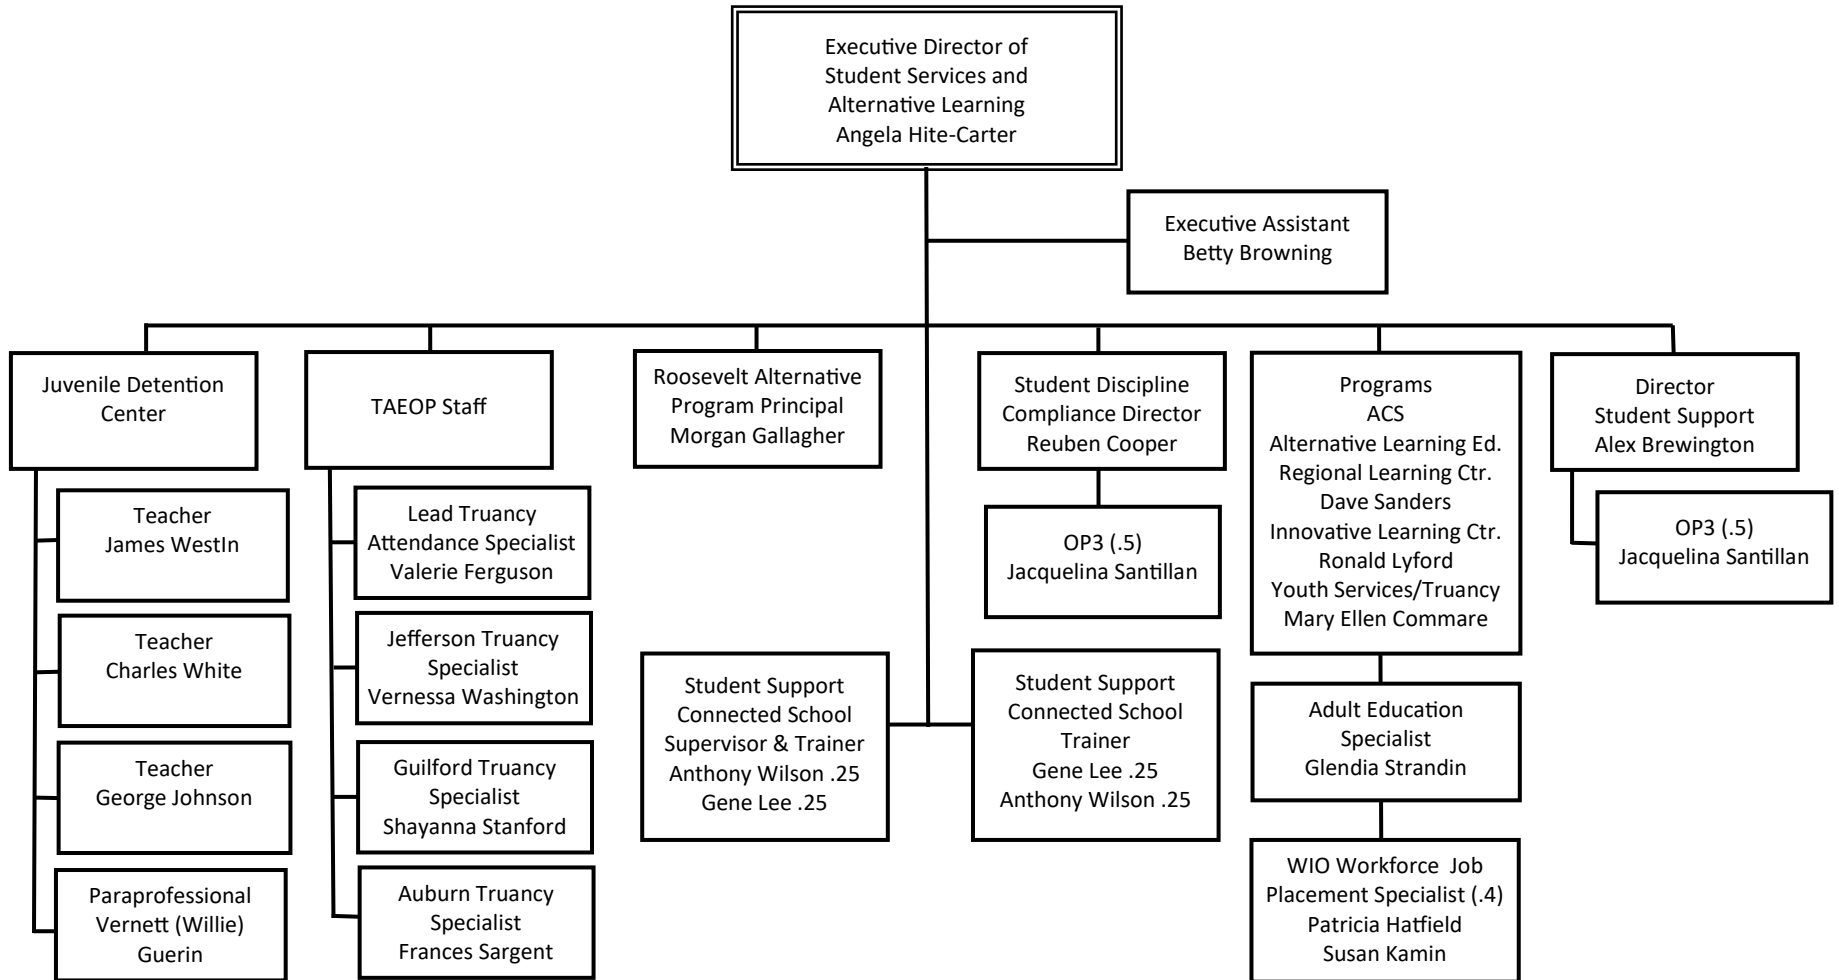 Executive Director of
Student Services and
Alternative Learning
Angela Hite-Carter
Executive Assistant
Betty Browning
Juvenile Detention
Center
TAEOP Staff
Roosevelt Alternative
Program Principal
Morgan Gallagher
Student Discipline
Compliance Director
Reuben Cooper
Programs
ACS
Alternative Learning Ed.
Regional Learning Ctr.
Dave Sanders
Innovative Learning Ctr.
Ronald Lyford
Youth Services/Truancy
Mary Ellen Commare
Director
Student Support
Alex Brewington
Teacher
James WestIn
Teacher
Charles White
Teacher
George Johnson
Paraprofessional
Vernett (Willie)
Guerin
Lead Truancy
Attendance Specialist
Valerie Ferguson
Jefferson Truancy
Specialist
Vernessa Washington
Guilford Truancy
Specialist
Shayanna Stanford
Auburn Truancy
Specialist
Frances Sargent
Student Support
Connected School
Supervisor & Trainer
Anthony Wilson .25
Gene Lee .25
OP3 (.5)
Jacquelina Santillan
Student Support
Connected School
Trainer
Gene Lee .25
Anthony Wilson .25
Adult Education
Specialist
Glendia Strandin
WIO Workforce  Job
Placement Specialist (.4)
Patricia Hatfield
Susan Kamin
OP3 (.5)
Jacquelina Santillan